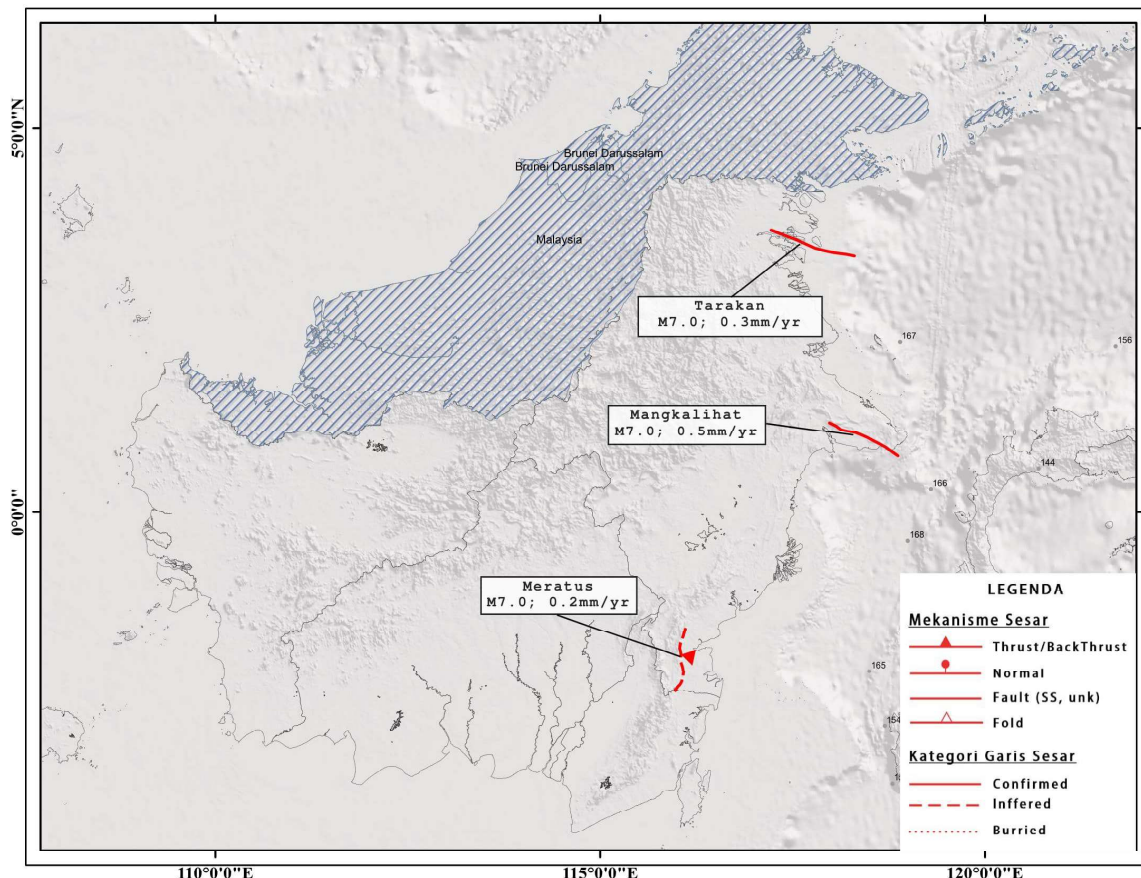 5°0'0"N
0°0'0"
Brunei Darussalam
Brunei Darussalam
Malaysia
Tarakan
M7.0; 0.3mm/yr
167
156
Mangkalihat
M7.0; 0.5mm/yr
144
166
168
Meratus
M7.0; 0.2mm/yr
165
154
LEGENDA
Mekanisme Sesar
Thrust/BackThrust
Normal
Fault (SS, unk)
Fold
Kategori Garis Sesar
Confirmed
Inffered
Burried
110°0'0"E
115°0'0"E
120°0'0"E